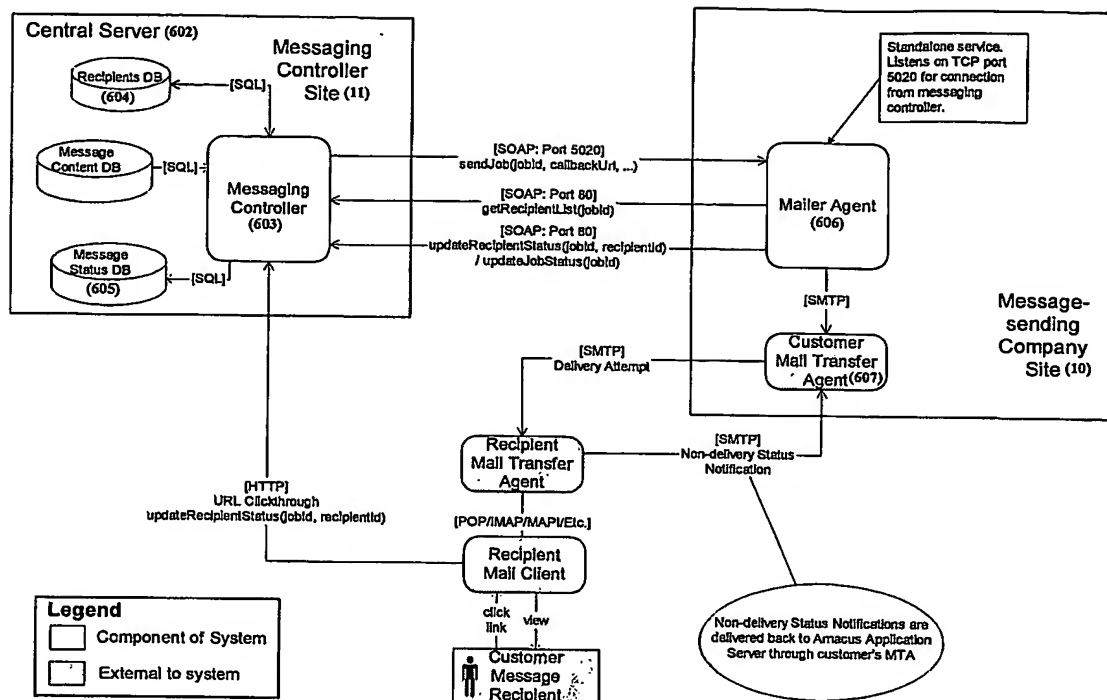 Central Server (602)
Messaging
Controller
Site (11)
Recipients DB
(604)
[SQL]
Message
Content DB
[SQL]
Messaging
Controller
(603)
Message
Status DB
(605)
[SQL]
[SOAP: Port 5020]
sendJob(jobId, callbackUrl, ...)
[SOAP: Port 80]
getRecipientList(jobId)
[SOAP: Port 80]
updateRecipientStatus(jobId, recipientId)
/ updateJobStatus(jobId)
Standalone service.
Listens on TCP port
5020 for connection
from messaging
controller.
Mailer Agent
(606)
[SMTP]
Message-
sending
Company
Site (10)
Customer
Mail Transfer
Agent(607)
[SMTP]
Delivery Attempt
[SMTP]
Non-delivery Status
Notification
Recipient
Mail Transfer
Agent
[HTTP]
URL Clickthrough
updateRecipientStatus(jobId, recipientId)
[POP/IMAP/MAPI/Etc.]
Recipient
Mail Client
click
link
view
Customer
Message
Recipient
Non-delivery Status Notifications are
delivered back to Amacus Application
Server through customer's MTA
Legend
Component of System
External to system